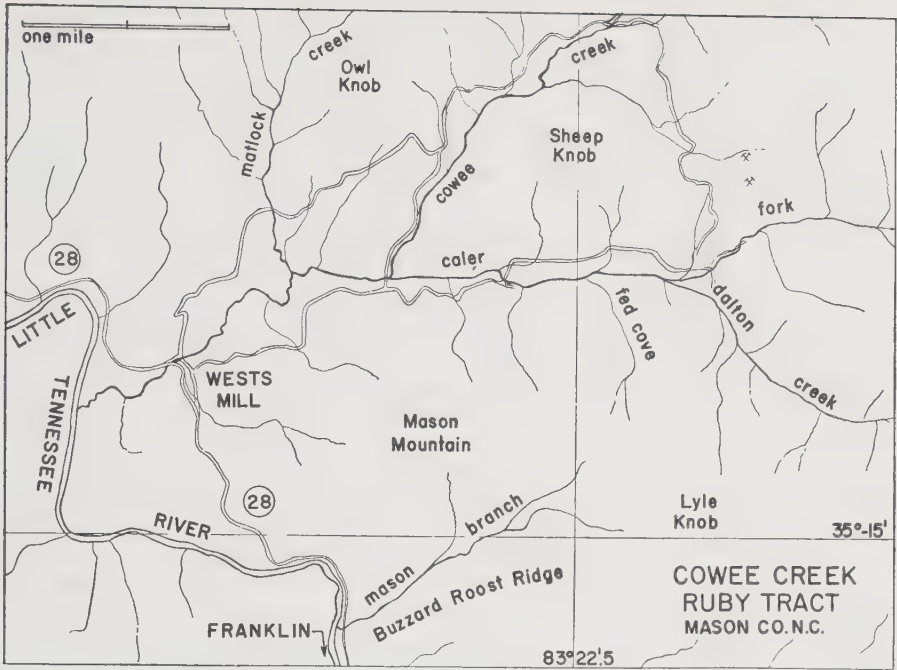 one mile
creek
Owl
Knob
creek
matlock
Sheep
Knob
cowee
fork
28
caler
LITTLE
dalton
fed cove
TENNESSEE
WESTS
MILL
creek
Mason
Mountain
28
Lyle
Knob
branch
RIVER
35°-15'
mason
Buzzard Roost Ridge
COWEE CREEK
RUBY TRACT
MASON CO. N.C.
FRANKLIN
83°22'.5